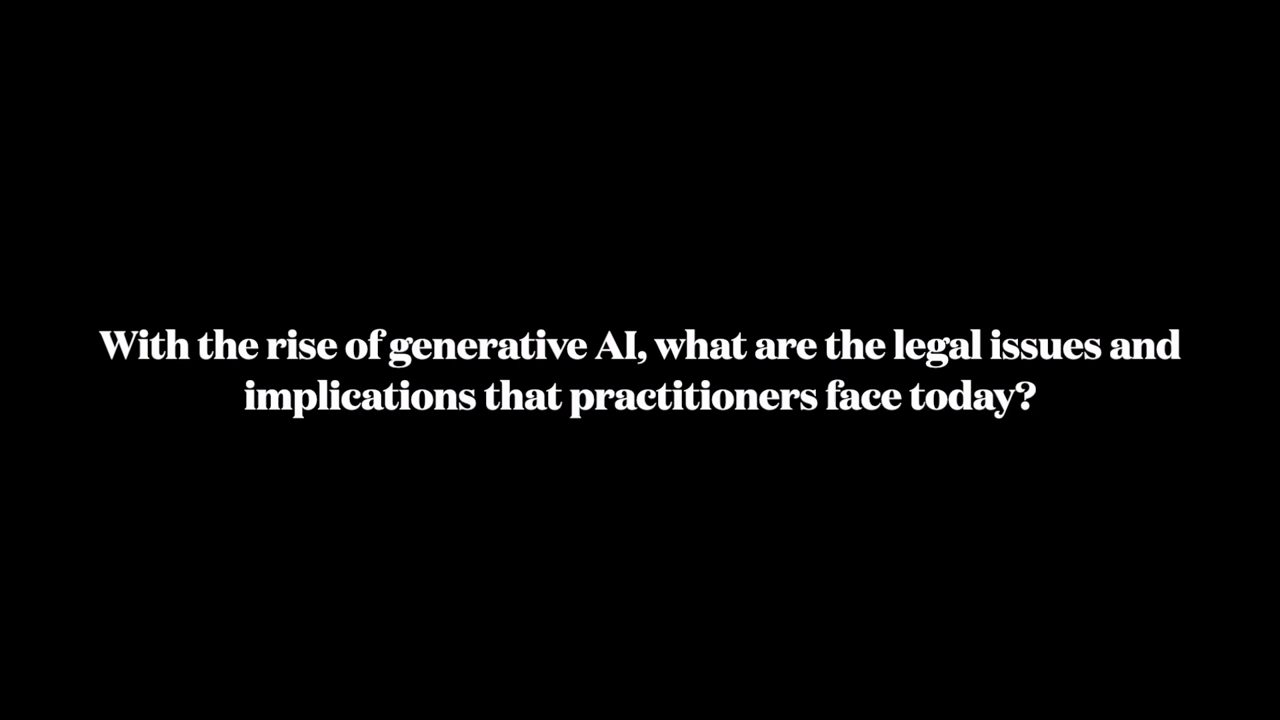 With the rise of generative AI, what are the legal issues and
implications that practitioners face today?